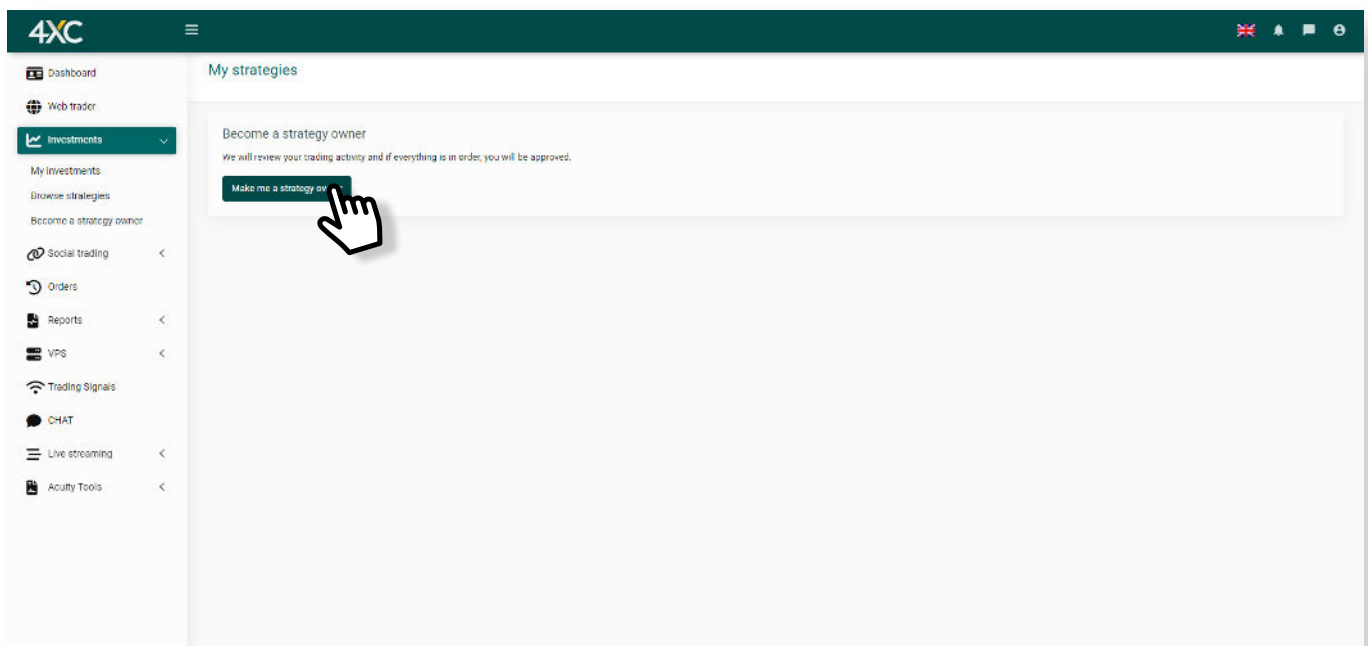 4XC
Dashboard
My strategies
Web trader
Investments
My investments
Browse strategies
Become a strategy owner
Social trading
Orders
Reports
VPS
Trading Signals
CHAT
Live streaming
Acuity Tools
Become a strategy owner
We will review your trading activity and if everything is in order, you will be approved.
Make me a strategy